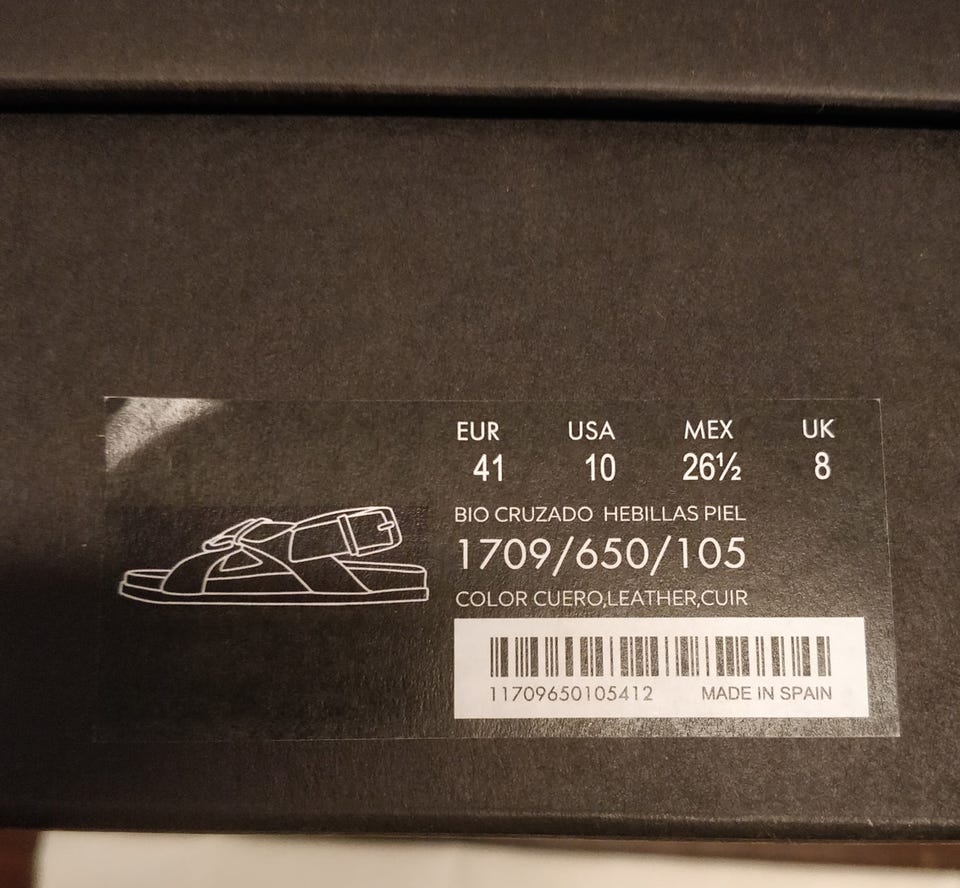 EUR USA MEX UK
41 10 26½ 8
BIO CRUZADO HEBILLAS PIEL
1709/650/105
COLOR CUERO,LEATHER,CUIR
11709650105412 MADE IN SPAIN